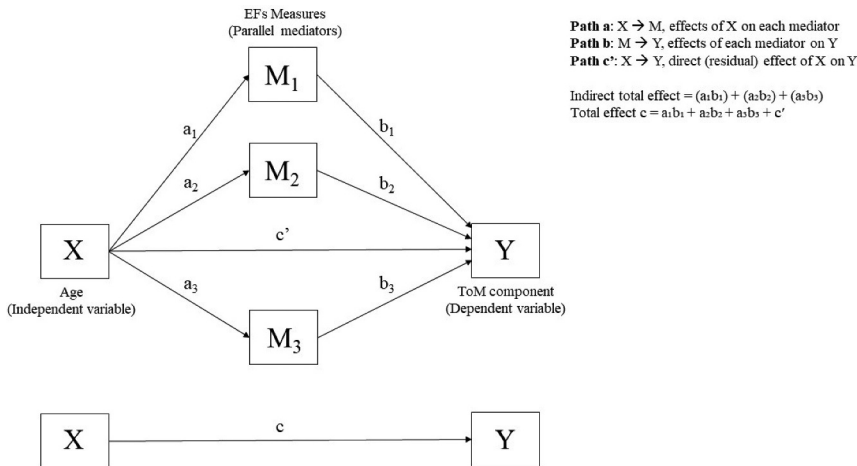 EFs Measures
(Parallel mediators)
M₁
Path a: X → M, effects of X on each mediator
Path b: M → Y, effects of each mediator on Y
Path c': X → Y, direct (residual) effect of X on Y
Indirect total effect = (a₁b₁) + (a₂b₂) + (a₃b₃)
Total effect c = a₁b₁ + a₂b₂ + a₃b₃ + c′
a₁
b₁
M₂
a₂
b₂
X
c’
Y
Age
(Independent variable)
a₃
b₃
ToM component
(Dependent variable)
M₃
X
c
Y